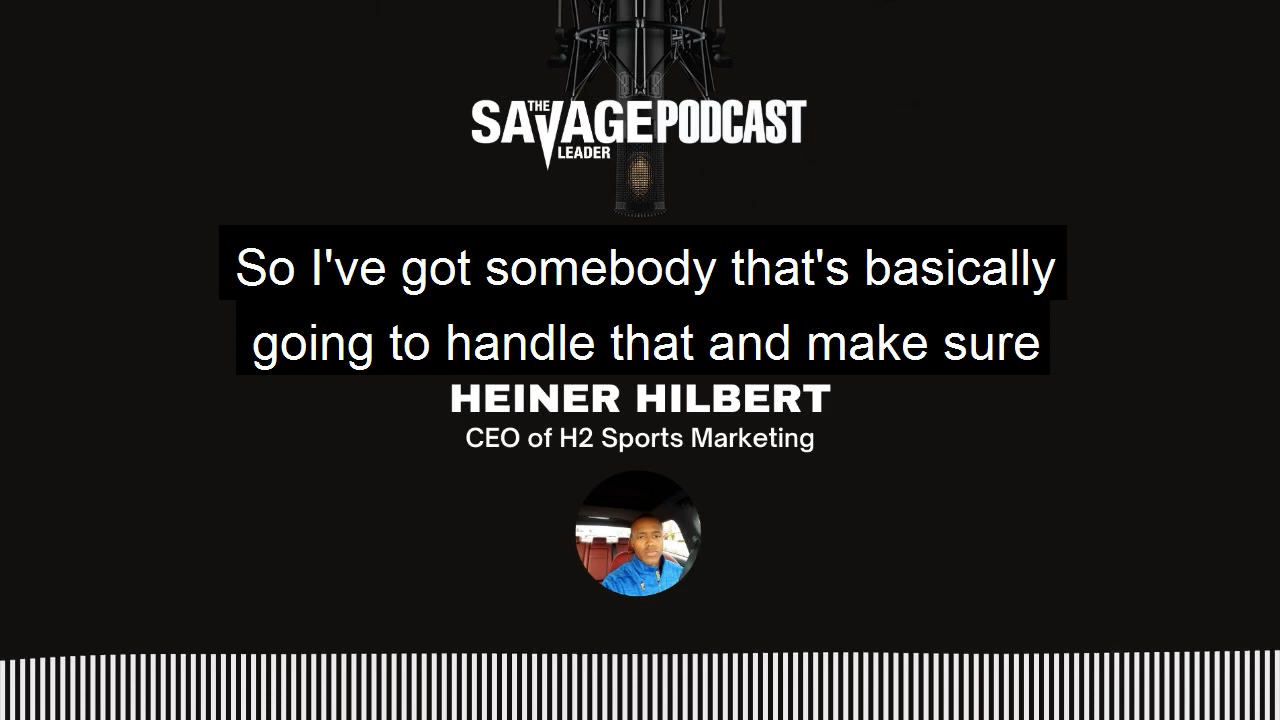 THE SAVAGE PODCAST
LEADER
So I've got somebody that's basically
going to handle that and make sure
HEINER HILBERT
CEO of H2 Sports Marketing